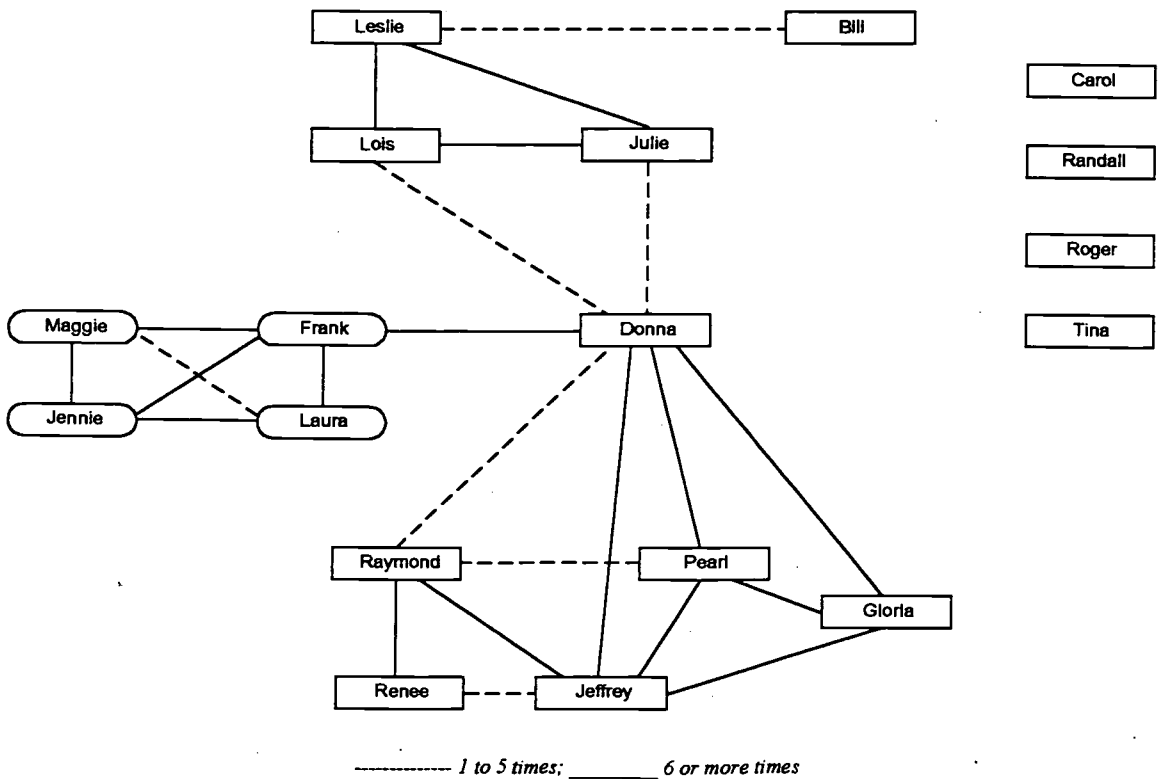 Leslie
Bill
Carol
Lois
Julie
Randall
Roger
Maggie
Frank
Donna
Tina
Jennie
Laura
Raymond
Pearl
Gloria
Renee
Jeffrey
1 to 5 times; 6 or more times